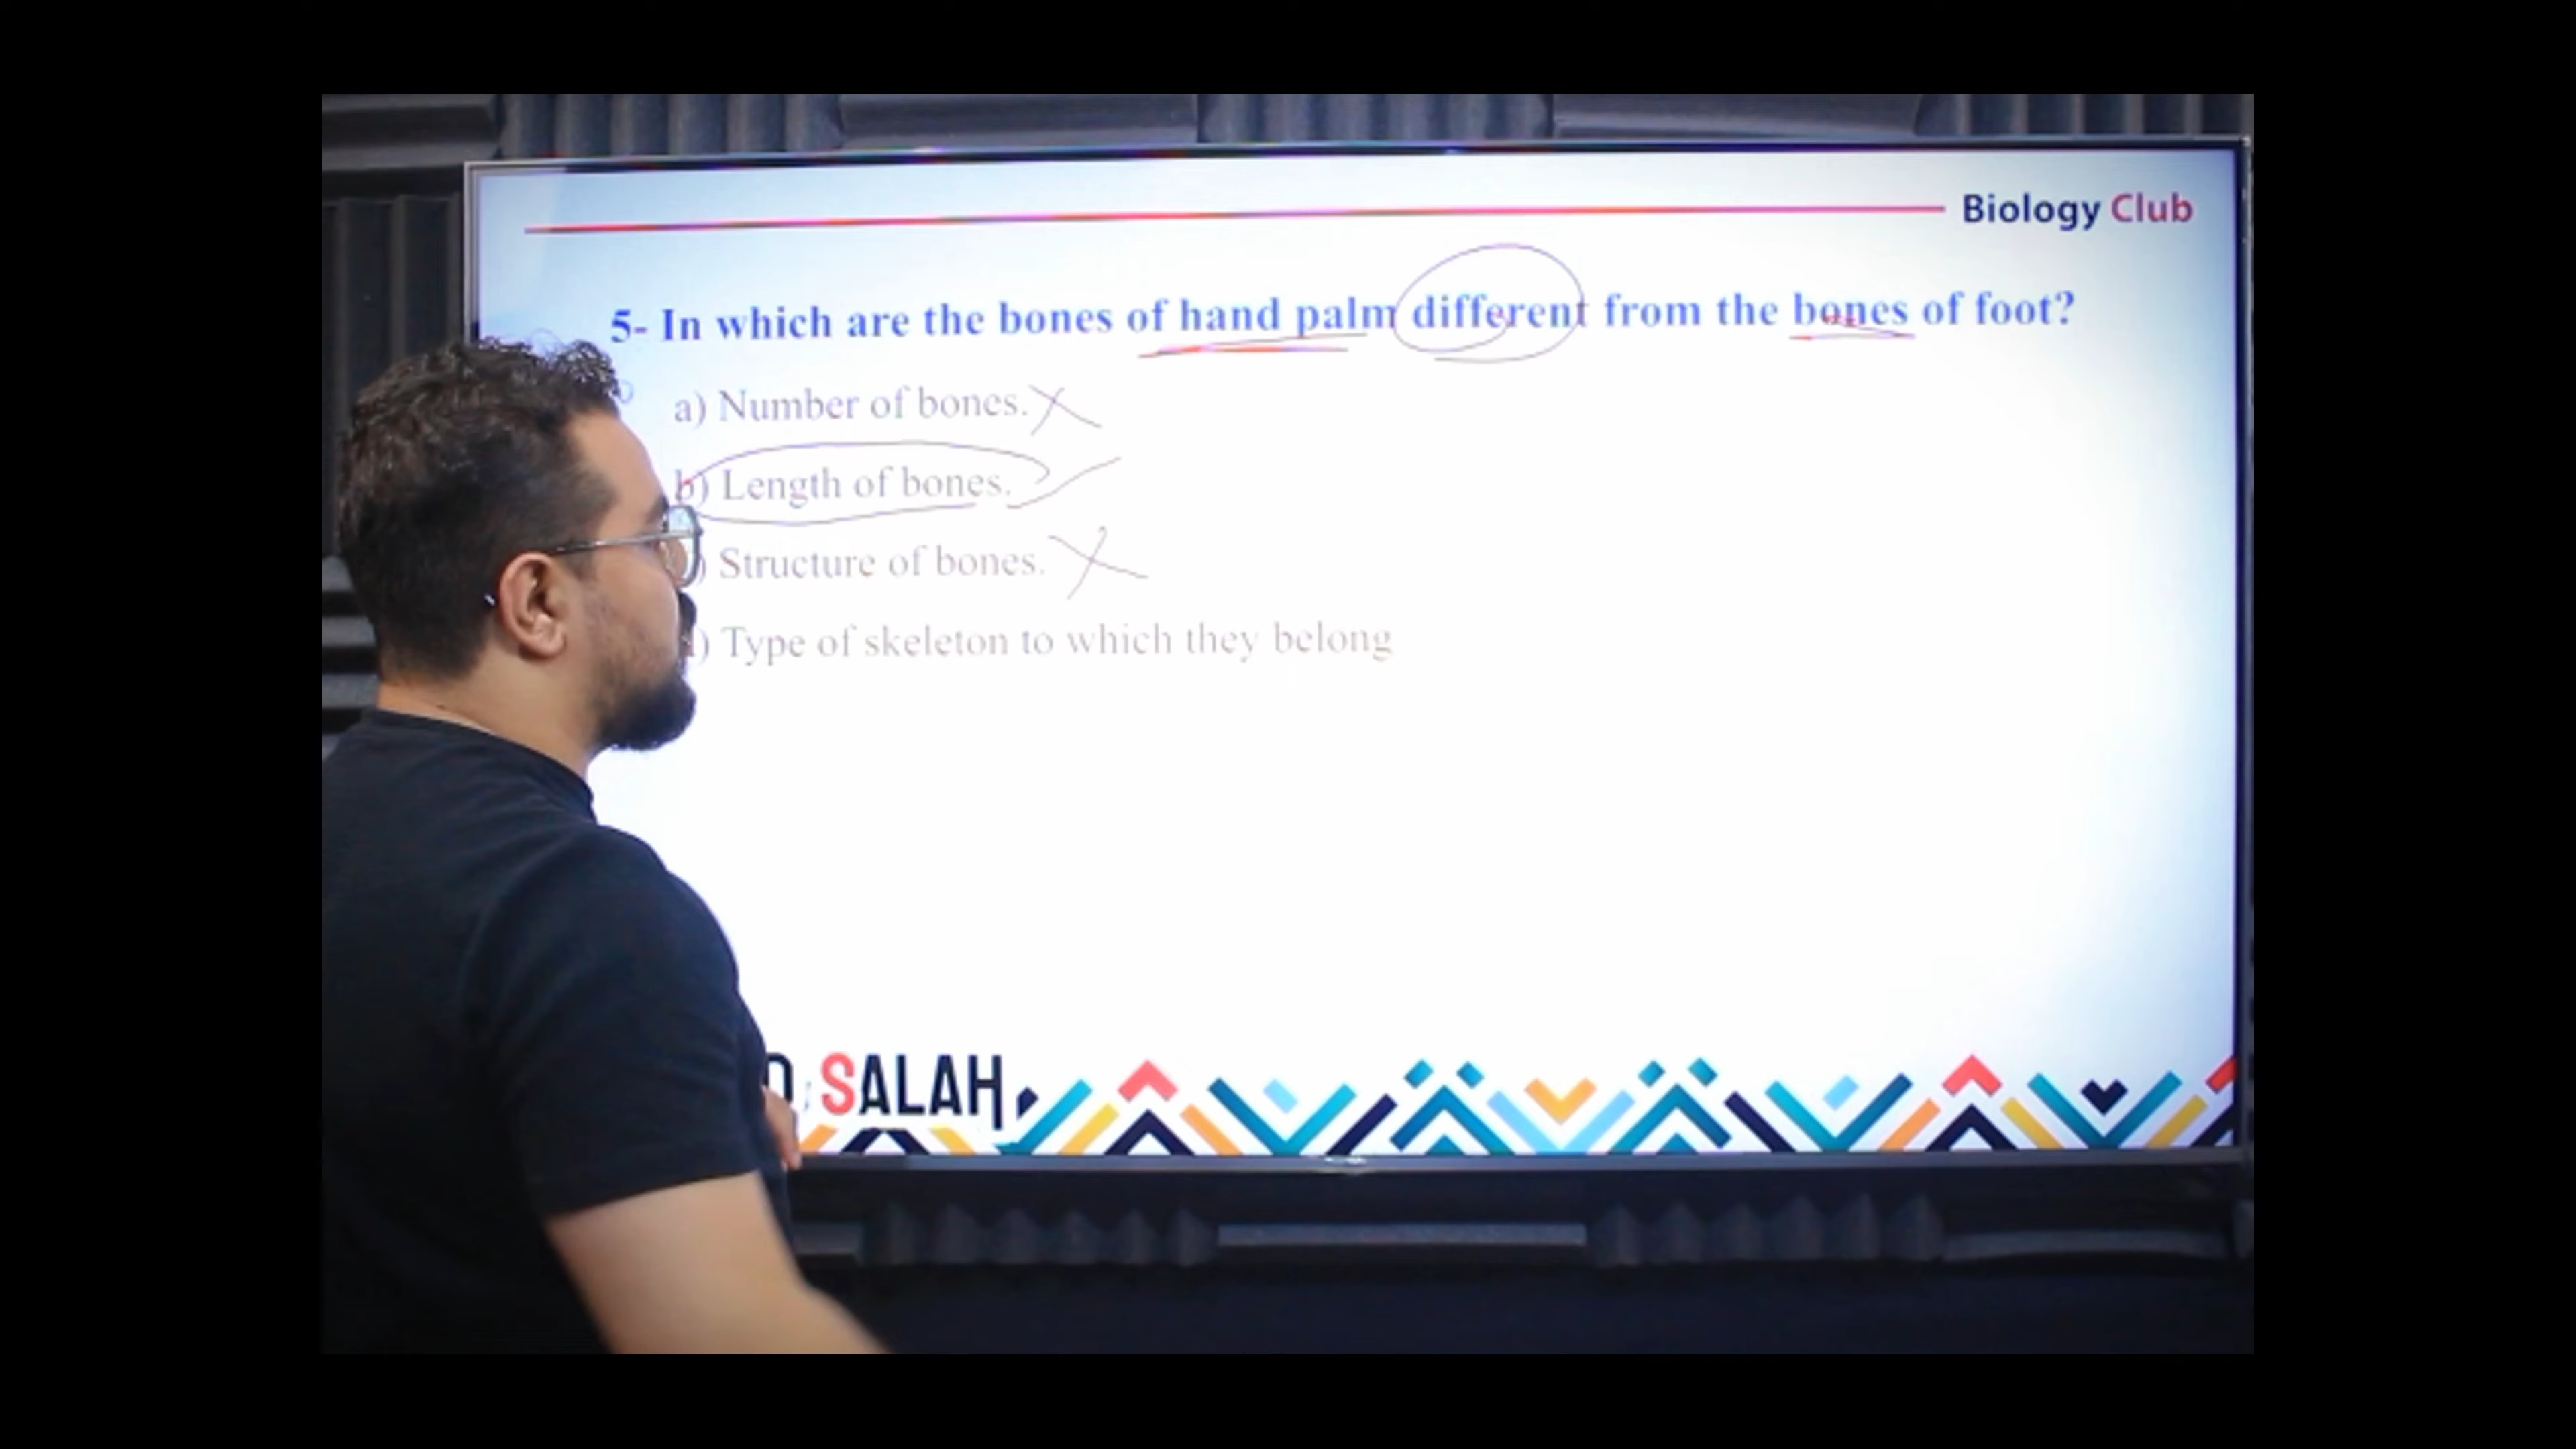 Biology Club
5- In which are the bones of hand palm different from the bones of foot?
a) Number of bones.
b) Length of bones.
) Structure of bones.
) Type of skeleton to which they belong
SALAH